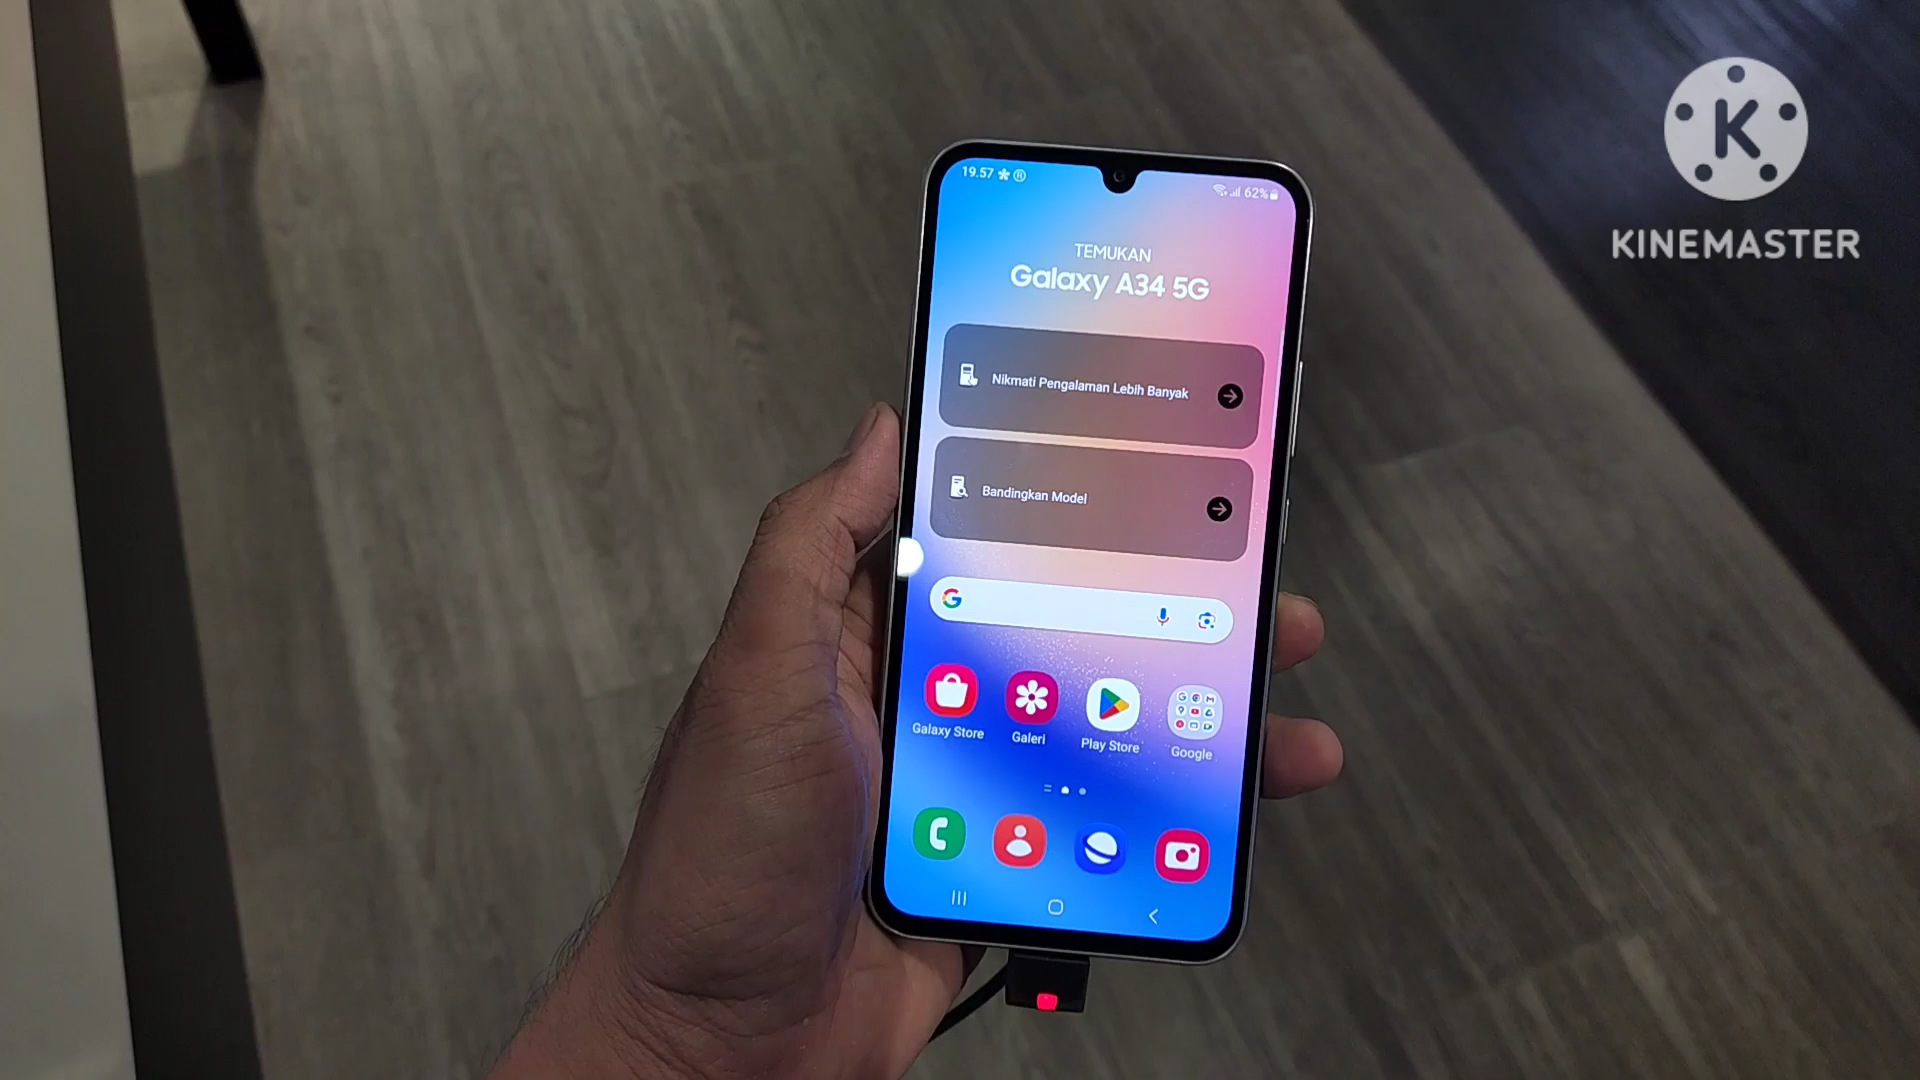 K
KINEMASTER
19.57
62%
TEMUKAN
Galaxy A34 5G
Nikmati Pengalaman Lebih Banyak
Bandingkan Model
G
Galaxy Store
Galeri
Play Store
Google